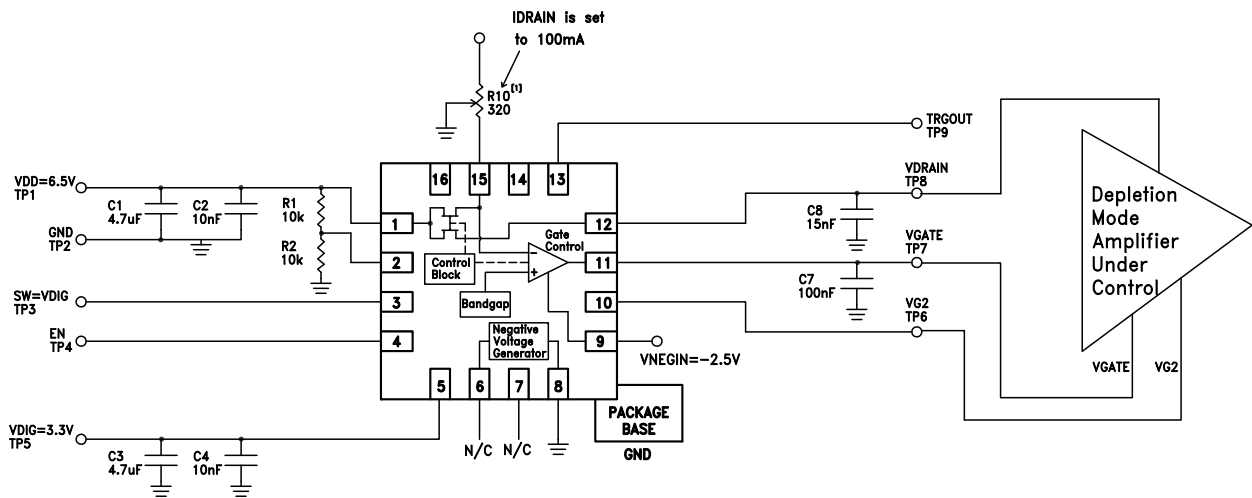 IDRAIN is set
to 100mA
R10[1]
320
TRGOUT
TP9
VDD=6.5V
TP1
C1
4.7uF
C2
10nF
R1
10k
GND
TP2
R2
10k
SW=VDIG
TP3
EN
TP4
VDIG=3.3V
TP5
C3
4.7uF
C4
10nF
16
15
14
13
1
2
3
4
5
6
7
8
9
10
11
12
Gate
Control
Control
Block
Bandgap
Negative
Voltage
Generator
N/C
N/C
VNEGIN=-2.5V
PACKAGE
BASE
GND
VDRAIN
TP8
C8
15nF
VGATE
TP7
C7
100nF
VG2
TP6
Depletion
Mode
Amplifier
Under
Control
VGATE
VG2